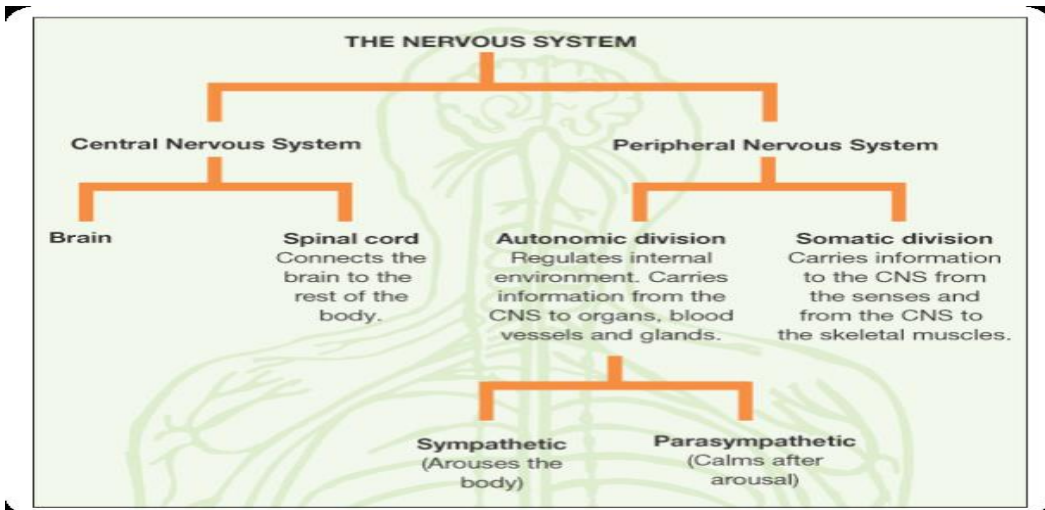 THE NERVOUS SYSTEM
Central Nervous System
Peripheral Nervous System
Brain
Spinal cord
Connects the
brain to the
rest of the
body.
Autonomic division
Regulates internal
environment. Carries
information from the
CNS to organs, blood
vessels and glands.
Somatic division
Carries information
to the CNS from
the senses and
from the CNS to
the skeletal muscles.
Sympathetic
(Arouses the
body)
Parasympathetic
(Calms after
arousal)